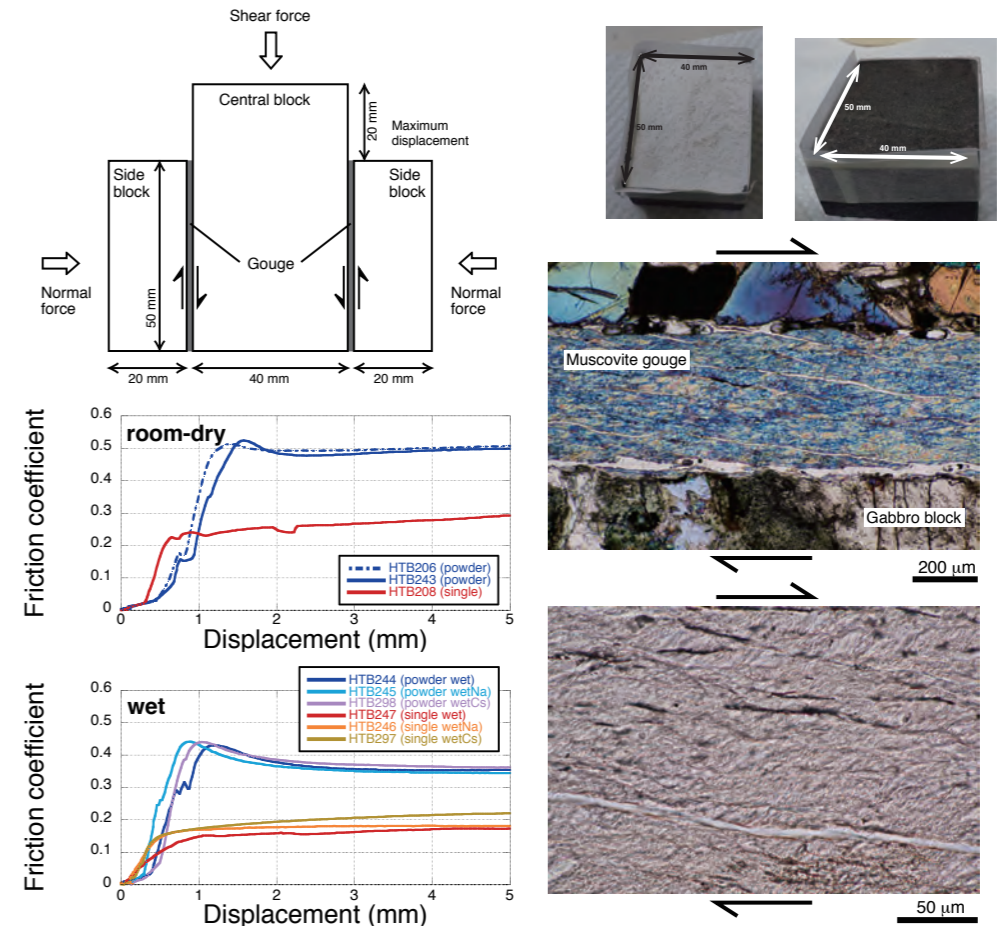 Shear force
Central block
20 mm
Maximum
displacement
Side
block
Side
block
Gouge
Normal
force
Normal
force
50 mm
20 mm
40 mm
20 mm
40 mm
50 mm
50 mm
40 mm
Muscovite gouge
Gabbro block
200 μm
50 μm
Friction coefficient
0.6
0.5
0.4
0.3
0.2
0.1
0
room-dry
HTB206 (powder)
HTB243 (powder)
HTB208 (single)
0
1
2
3
4
5
Displacement (mm)
Friction coefficient
0.6
0.5
0.4
0.3
0.2
0.1
0
wet
HTB244 (powder wet)
HTB245 (powder wetNa)
HTB298 (powder wetCs)
HTB247 (single wet)
HTB246 (single wetNa)
HTB297 (single wetCs)
0
1
2
3
4
5
Displacement (mm)